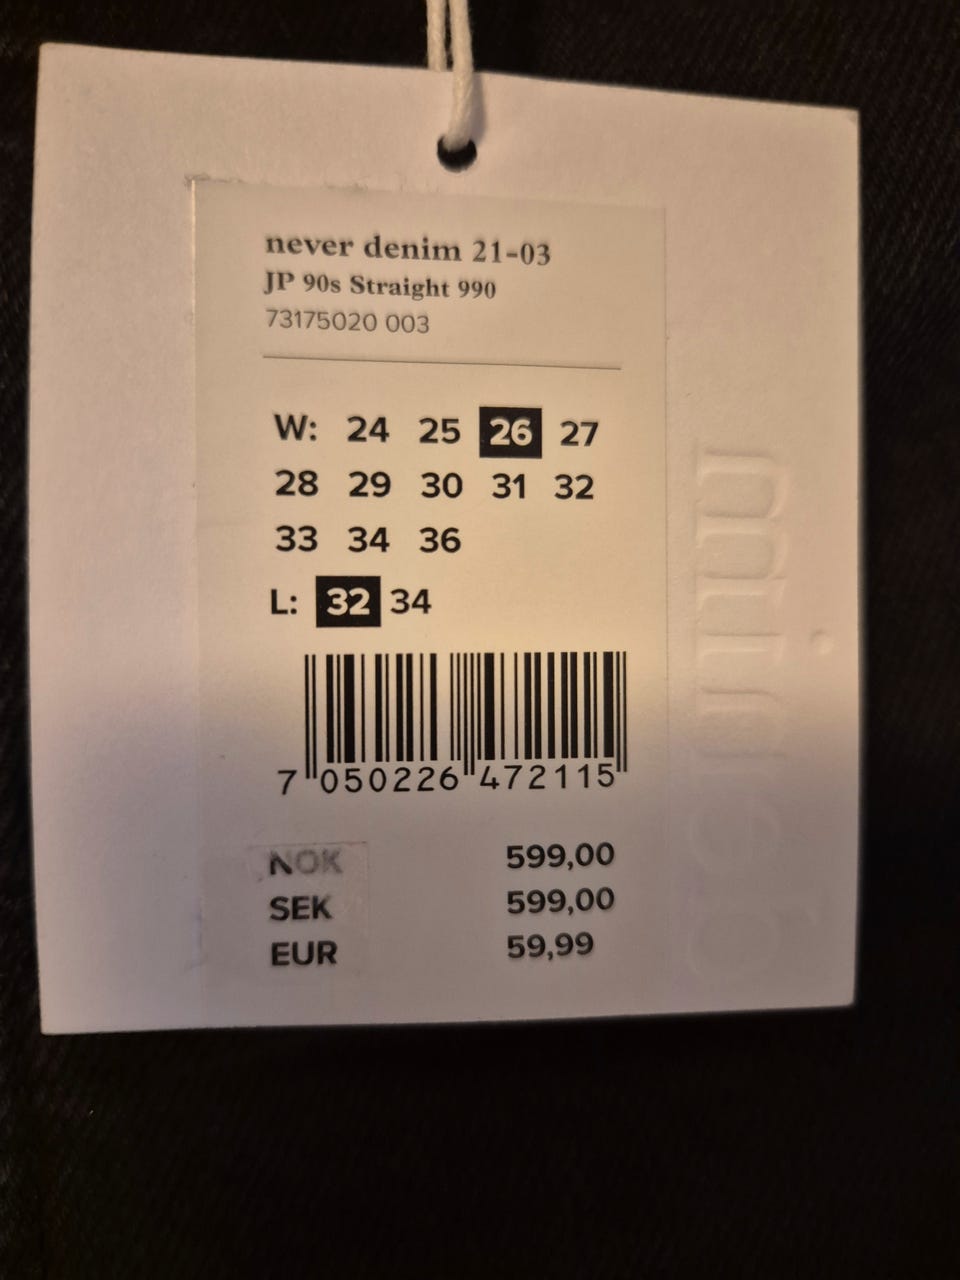 never denim 21-03
JP 90s Straight 990
73175020 003
W: 24 25 26 27
28 29 30 31 32
33 34 36
L: 32 34
7 050226 472115
NOK 599,00
SEK 599,00
EUR 59,99